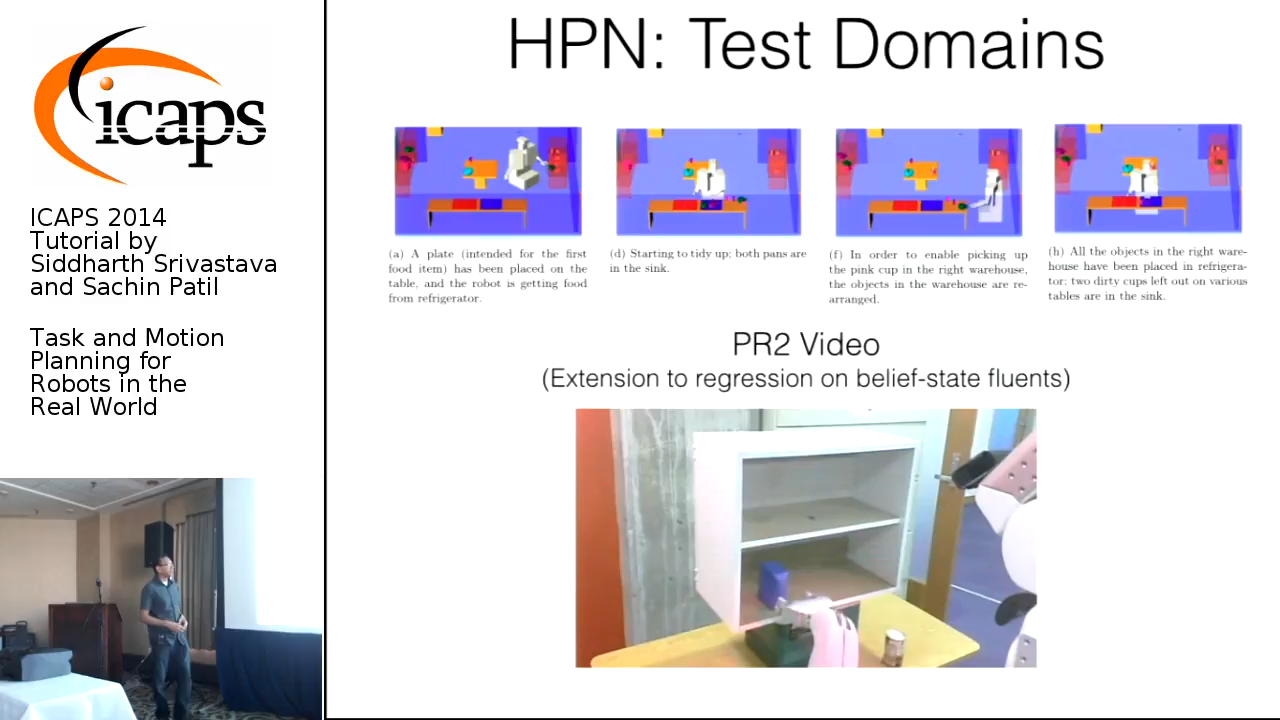 icaps
ICAPS 2014
Tutorial by
Siddharth Srivastava
and Sachin Patil
Task and Motion
Planning for
Robots in the
Real World
HPN: Test Domains
(a) A plate (intended for the first
food item) has been placed on the
table, and the robot is getting food
from refrigerator.
(d) Starting to tidy up; both pans are
in the sink.
(f) In order to enable picking up
the pink cup in the right warehouse,
the objects in the warehouse are re-
arranged.
(h) All the objects in the right ware-
house have been placed in refrigera-
tor; two dirty cups left out on various
tables are in the sink.
PR2 Video
(Extension to regression on belief-state fluents)